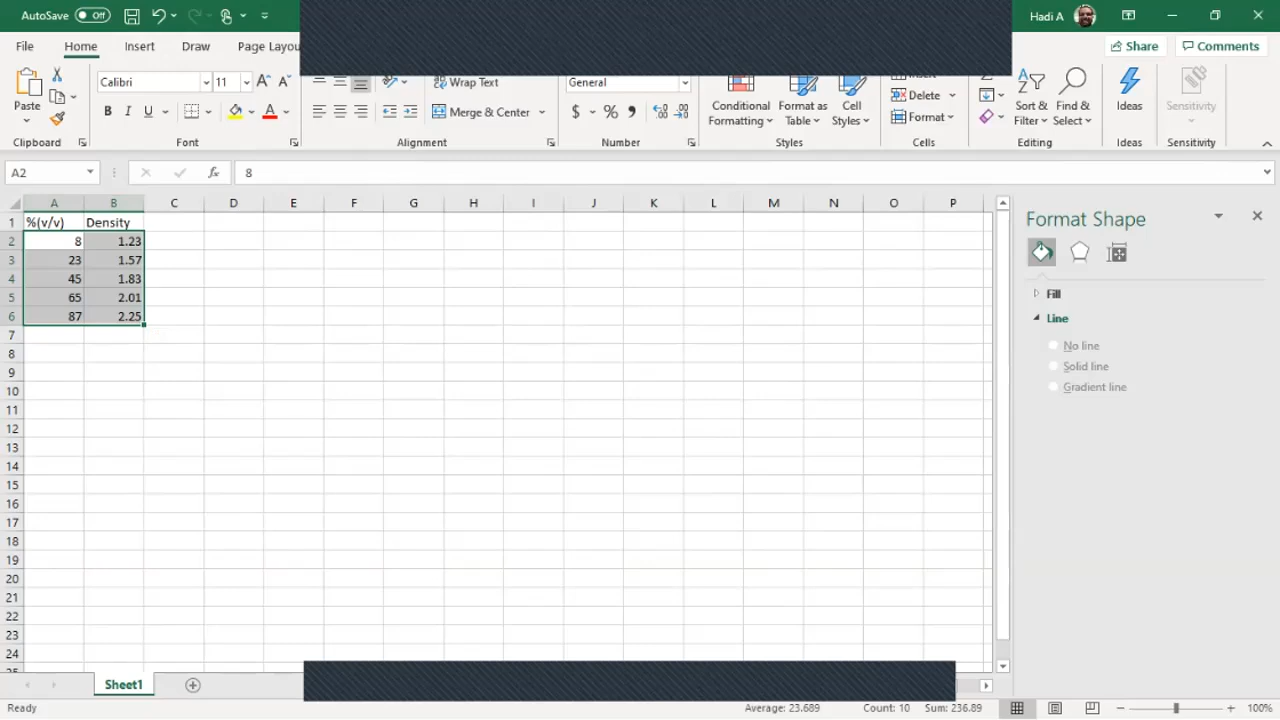 AutoSave Off Hadi A
File Home Insert Draw Page Layou Share Comments
Calibri 11 Wrap Text General Delete
Paste Merge & Center Conditional Formatting Format as Table Cell Styles Format Sort & Filter Find & Select Ideas Sensitivity
Clipboard Font Alignment Number Styles Cells Editing Ideas Sensitivity
A2 fx 8
A B C D E F G H I J K L M N O P
1 %(v/v) Density
2 8 1.23
3 23 1.57
4 45 1.83
5 65 2.01
6 87 2.25
7
8
9
10
11
12
13
14
15
16
17
18
19
20
21
22
23
24
Format Shape
Fill
Line
No line
Solid line
Gradient line
Sheet1
Ready Average: 23.689 Count: 10 Sum: 236.89 100%